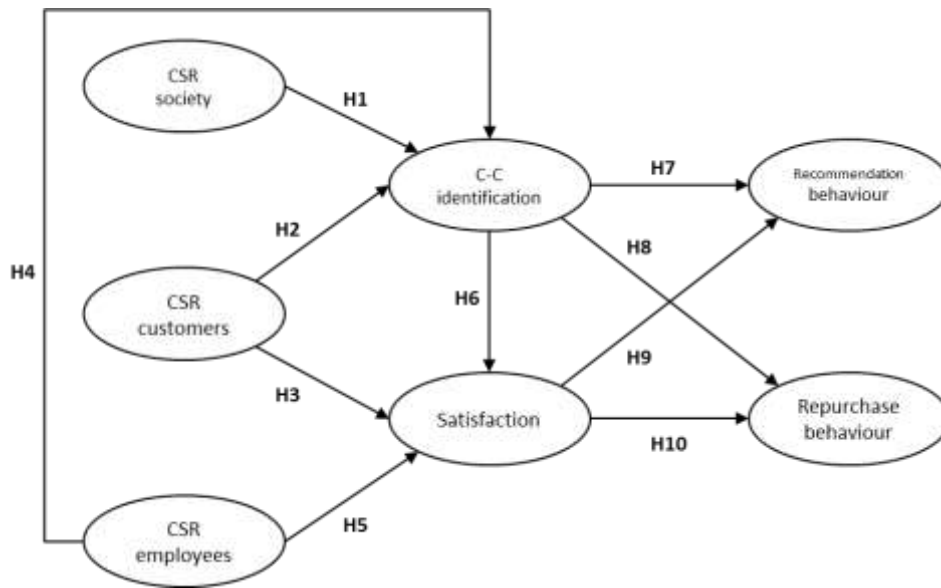 CSR
society
H1
C-C
identification
H7
Recommendation
behaviour
H2
H8
H4
CSR
customers
H6
H3
H9
Satisfaction
Repurchase
behaviour
H10
H5
CSR
employees